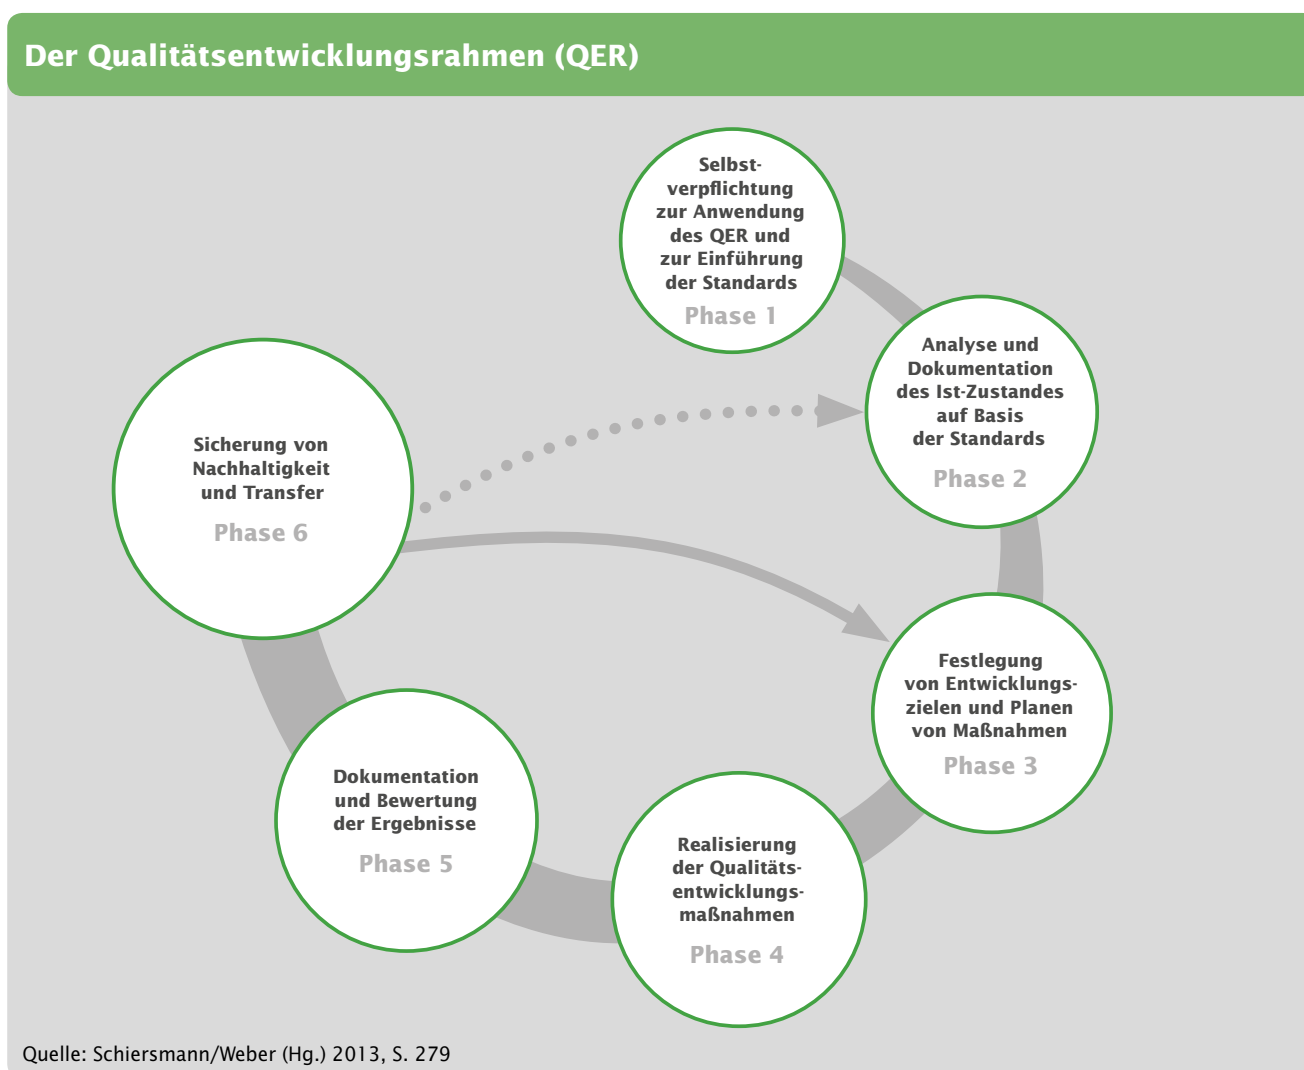 Der Qualitätsentwicklungsrahmen (QER)
Selbst-
verpflichtung
zur Anwendung
des QER und
zur Einführung
der Standards
Phase 1
Analyse und
Dokumentation
des Ist-Zustandes
auf Basis
der Standards
Phase 2
Festlegung
von Entwicklungs-
zielen und Planen
von Maßnahmen
Phase 3
Realisierung
der Qualitäts-
entwicklungs-
maßnahmen
Phase 4
Dokumentation
und Bewertung
der Ergebnisse
Phase 5
Sicherung von
Nachhaltigkeit
und Transfer
Phase 6
Quelle: Schiersmann/Weber (Hg.) 2013, S. 279